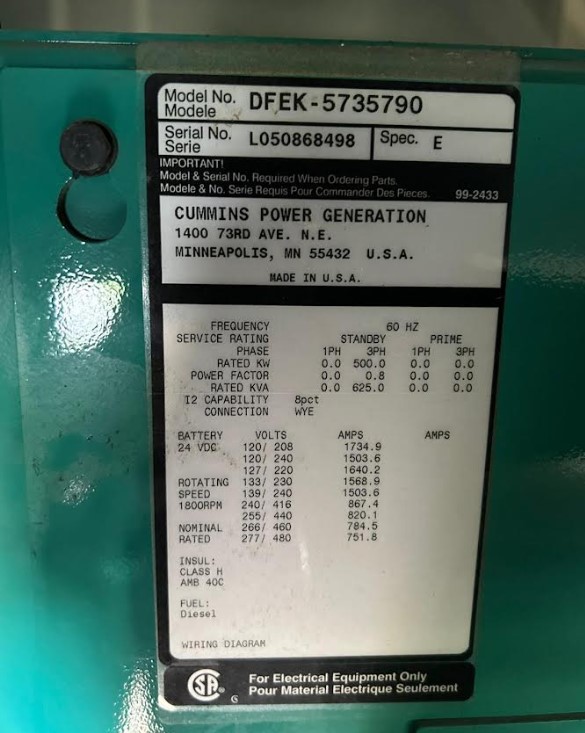 Model No. DFEK-5735790
Modele
Serial No. L050868498 Spec. E
Serie
IMPORTANT!
Model & Serial No. Required When Ordering Parts.
Modele & No. Serie Requis Pour Commander Des Pieces. 99-2433
CUMMINS POWER GENERATION
1400 73RD AVE. N.E.
MINNEAPOLIS, MN 55432 U.S.A.
MADE IN U.S.A.
FREQUENCY 60 HZ
SERVICE RATING STANDBY PRIME
PHASE 1PH 3PH 1PH 3PH
RATED KW 0.0 500.0 0.0 0.0
POWER FACTOR 0.0 0.8 0.0 0.0
RATED KVA 0.0 625.0 0.0 0.0
I2 CAPABILITY 8pct
CONNECTION WYE
BATTERY VOLTS AMPS AMPS
24 VDC 120/ 208 1734.9
120/ 240 1503.6
127/ 220 1640.2
ROTATING 133/ 230 1568.9
SPEED 139/ 240 1503.6
1800RPM 240/ 416 867.4
255/ 440 820.1
NOMINAL 266/ 460 784.5
RATED 277/ 480 751.8
INSUL:
CLASS H
AMB 40C
FUEL:
Diesel
WIRING DIAGRAM
SA ® For Electrical Equipment Only
Pour Material Electrique Seulement